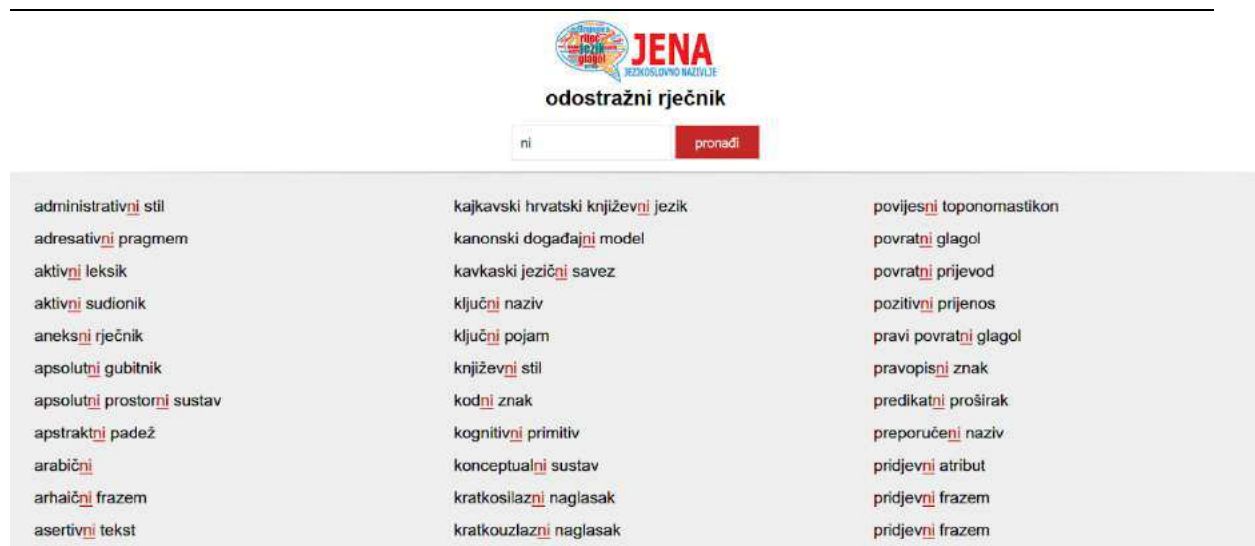 riječ
jezik
glagol
JENA
JEZIKOSLOVNO NAZIVLJE
odostražni rječnik
ni
pronađi
administrativni stil
adresativni pragmem
aktivni leksik
aktivni sudionik
aneksni rječnik
apsolutni gubitnik
apsolutni prostorni sustav
apstraktni padež
arabični
arhaični frazem
asertivni tekst
kajkavski hrvatski književni jezik
kanonski događajni model
kavkaski jezični savez
ključni naziv
ključni pojam
književni stil
kodni znak
kognitivni primitiv
konceptualni sustav
kratkosilazni naglasak
kratkouzlazni naglasak
povijesni toponomastikon
povratni glagol
povratni prijevod
pozitivni prijenos
pravi povratni glagol
pravopisni znak
predikatni proširak
preporučeni naziv
pridjevni atribut
pridjevni frazem
pridjevni frazem